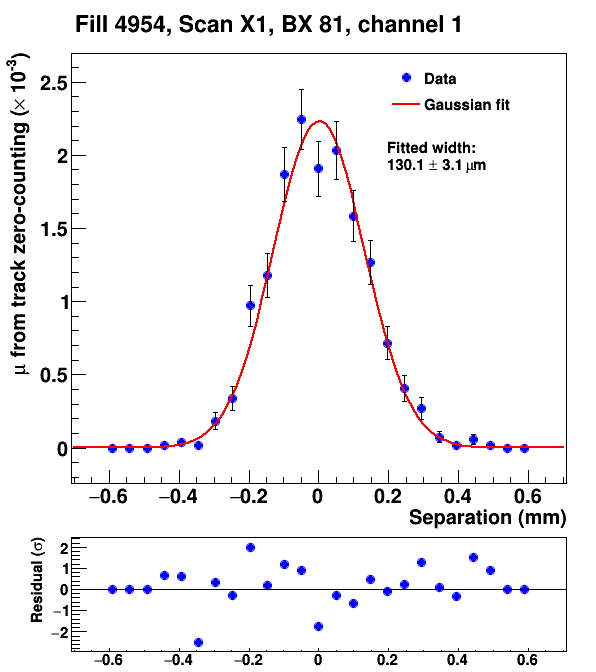 Fill 4954, Scan X1, BX 81, channel 1
μ from track zero-counting (× 10⁻³)
2.5
2
1.5
1
0.5
0
Data
Gaussian fit
Fitted width:
130.1 ± 3.1 μm
−0.6 −0.4 −0.2 0 0.2 0.4 0.6
Separation (mm)
Residual (σ)
2
1
0
−1
−2
−0.6 −0.4 −0.2 0 0.2 0.4 0.6